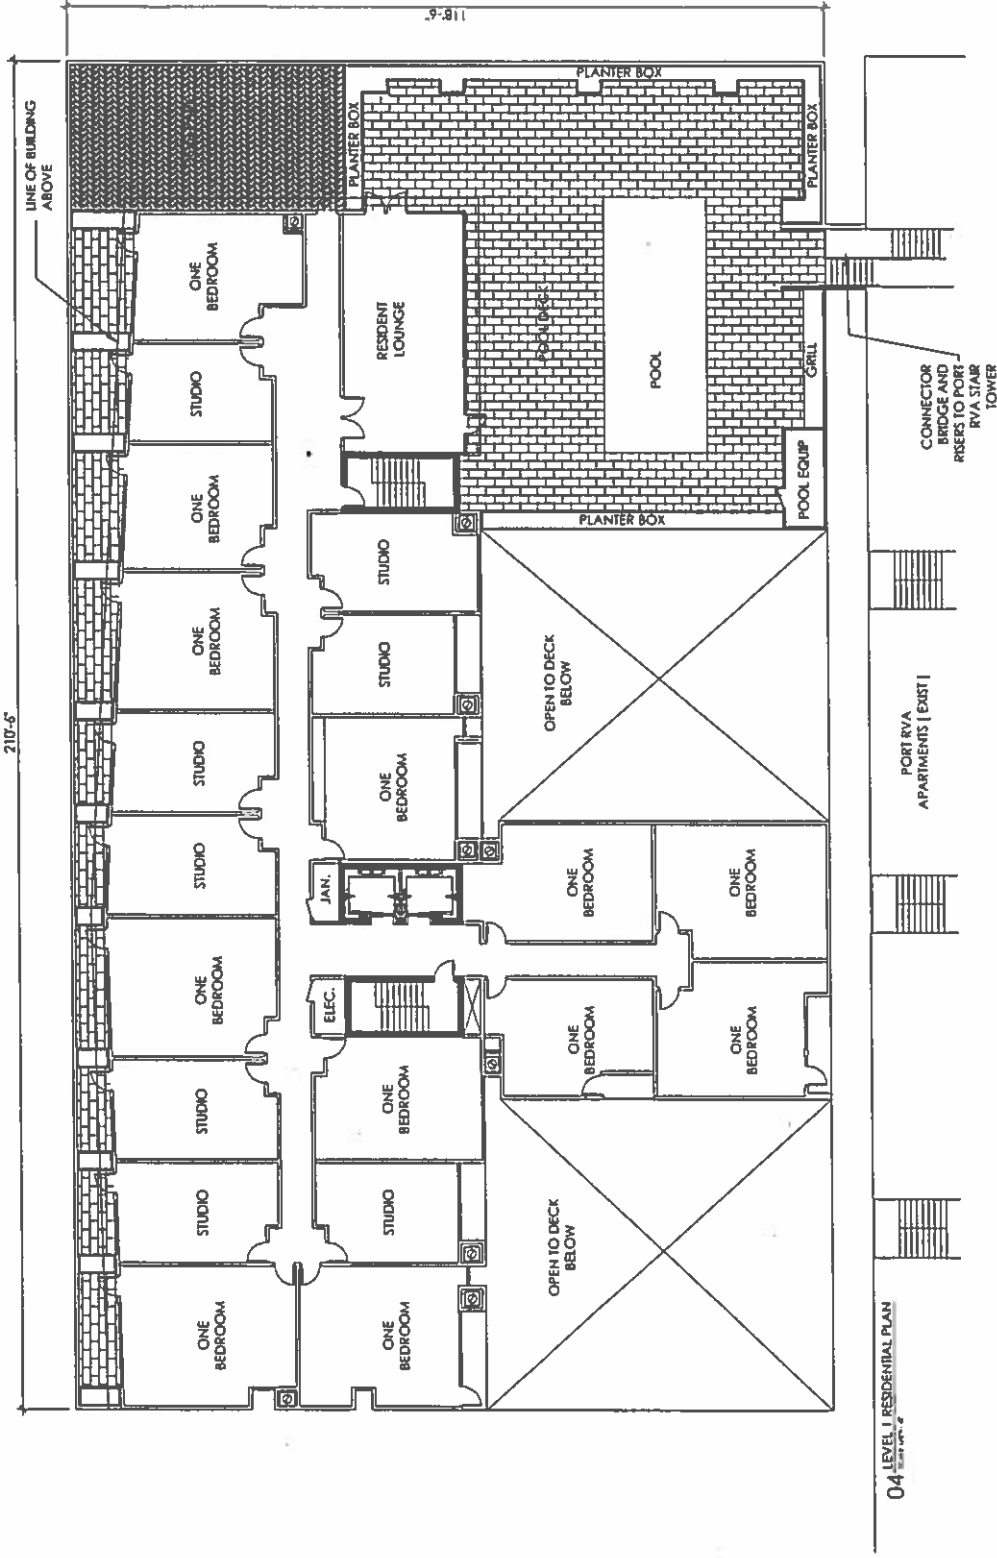 210'-6"
118'-6"
LINE OF BUILDING
ABOVE
ONE
BEDROOM
STUDIO
STUDIO
ONE
BEDROOM
STUDIO
STUDIO
ONE
BEDROOM
ONE
BEDROOM
STUDIO
ONE
BEDROOM
ONE
BEDROOM
STUDIO
ONE
BEDROOM
ELEC.
JAN.
ONE
BEDROOM
STUDIO
STUDIO
RESIDENT
LOUNGE
PLANTER BOX
PLANTER BOX
PLANTER BOX
PLANTER BOX
POOL DECK
POOL
GRILL
POOL EQUIP
OPEN TO DECK
BELOW
ONE
BEDROOM
ONE
BEDROOM
OPEN TO DECK
BELOW
ONE
BEDROOM
ONE
BEDROOM
CONNECTOR
BRIDGE AND
RISERS TO PORT
RVA STAIR
TOWER
PORT RVA
APARTMENTS [ EXIST ]
04
LEVEL 1 RESIDENTIAL PLAN